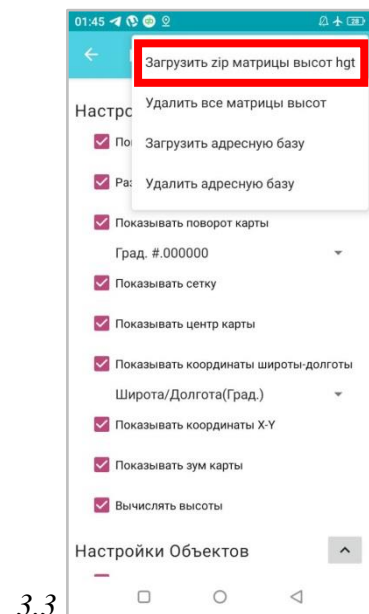 01:45
28
Загрузить zip матрицы высот hgt
Настро
Удалить все матрицы высот
Загрузить адресную базу
Удалить адресную базу
Показывать поворот карты
Град. #.000000
Показывать сетку
Показывать центр карты
Показывать координаты широты-долготы
Широта/Долгота(Град.)
Показывать координаты X-Y
Показывать зум карты
Вычислять высоты
Настройки Объектов
3.3